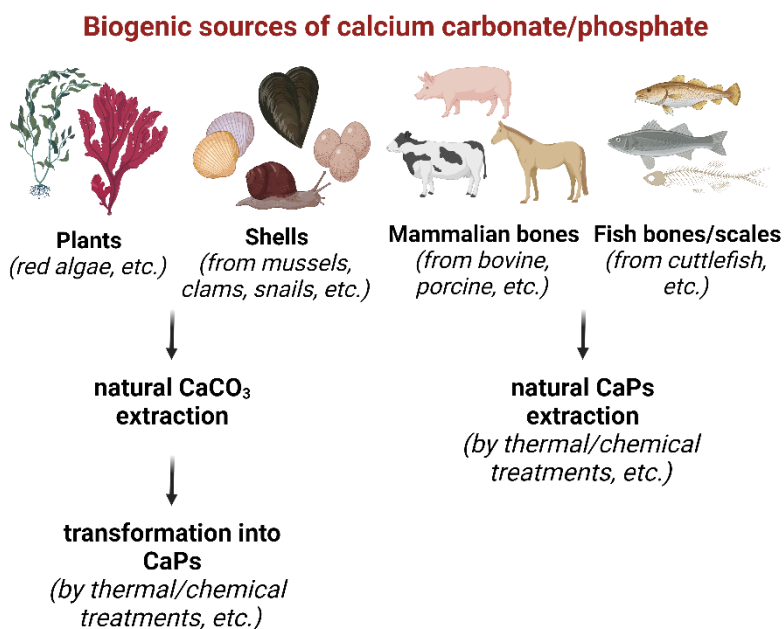 Biogenic sources of calcium carbonate/phosphate
Plants
(red algae, etc.)
Shells
(from mussels,
clams, snails, etc.)
Mammalian bones
(from bovine,
porcine, etc.)
Fish bones/scales
(from cuttlefish,
etc.)
natural CaCO₃
extraction
natural CaPs
extraction
(by thermal/chemical
treatments, etc.)
transformation into
CaPs
(by thermal/chemical
treatments, etc.)